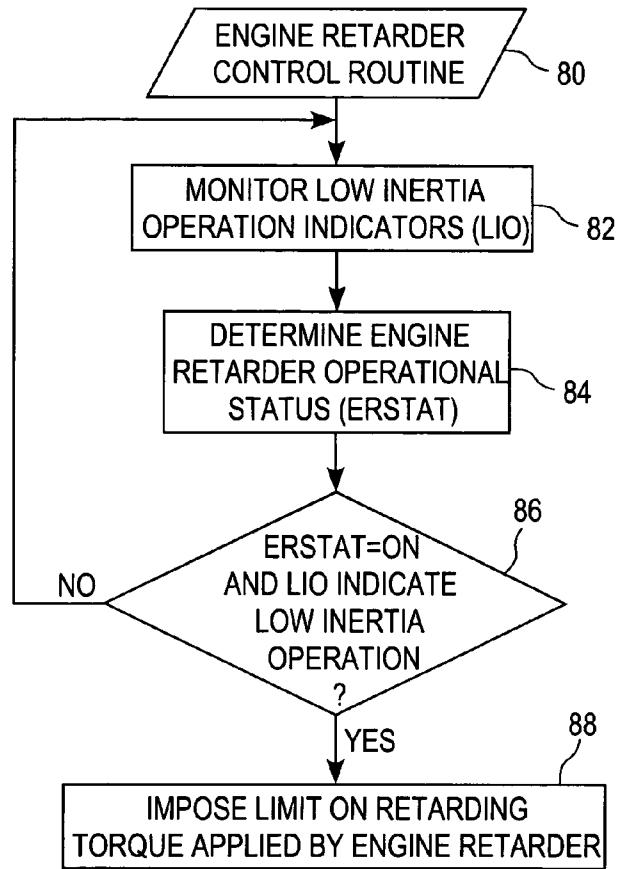 ENGINE RETARDER
CONTROL ROUTINE
80
MONITOR LOW INERTIA
OPERATION INDICATORS (LIO)
82
DETERMINE ENGINE
RETARDER OPERATIONAL
STATUS (ERSTAT)
84
86
ERSTAT=ON
AND LIO INDICATE
LOW INERTIA
OPERATION
?
NO
YES
88
IMPOSE LIMIT ON RETARDING
TORQUE APPLIED BY ENGINE RETARDER